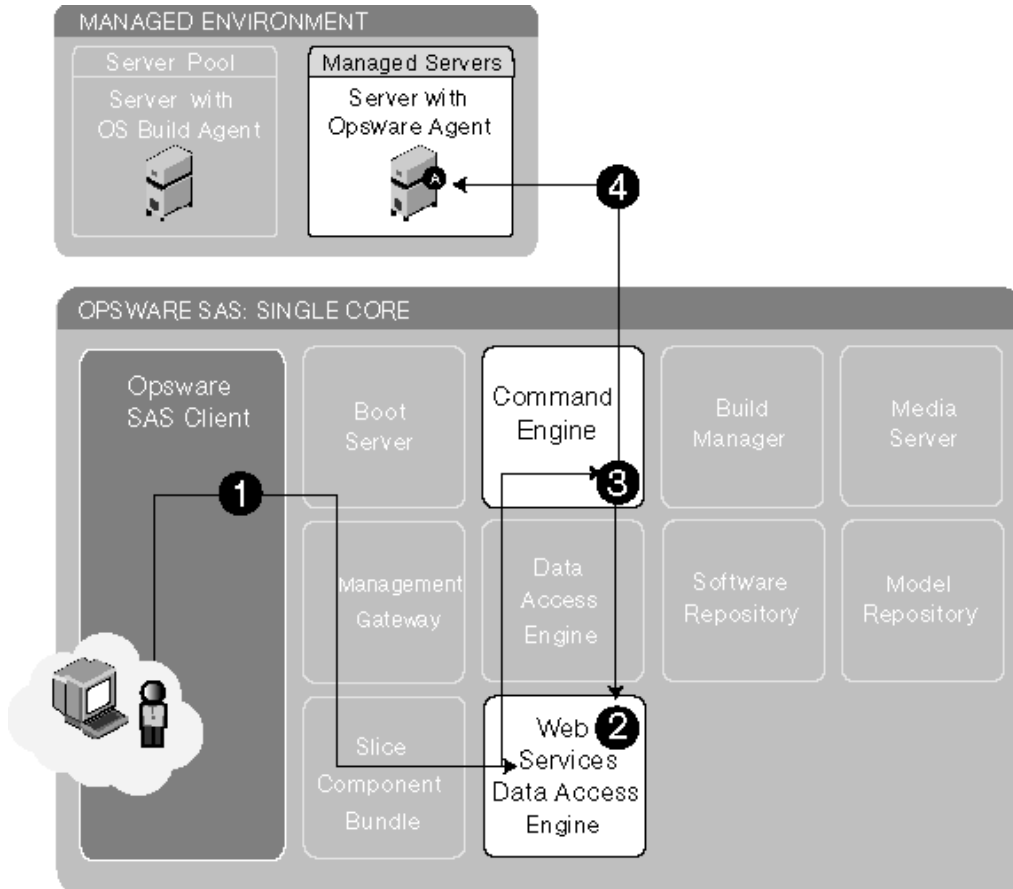 MANAGED ENVIRONMENT
Server Pool
Server with
OS Build Agent
Managed Servers
Server with
Opsware Agent
A
4
OPSWARE SAS: SINGLE CORE
Opsware
SAS Client
1
Boot
Server
Command
Engine
3
Build
Manager
Media
Server
Management
Gateway
Data
Access
Engine
Software
Repository
Model
Repository
Slice
Component
Bundle
Web
2
Services
Data Access
Engine